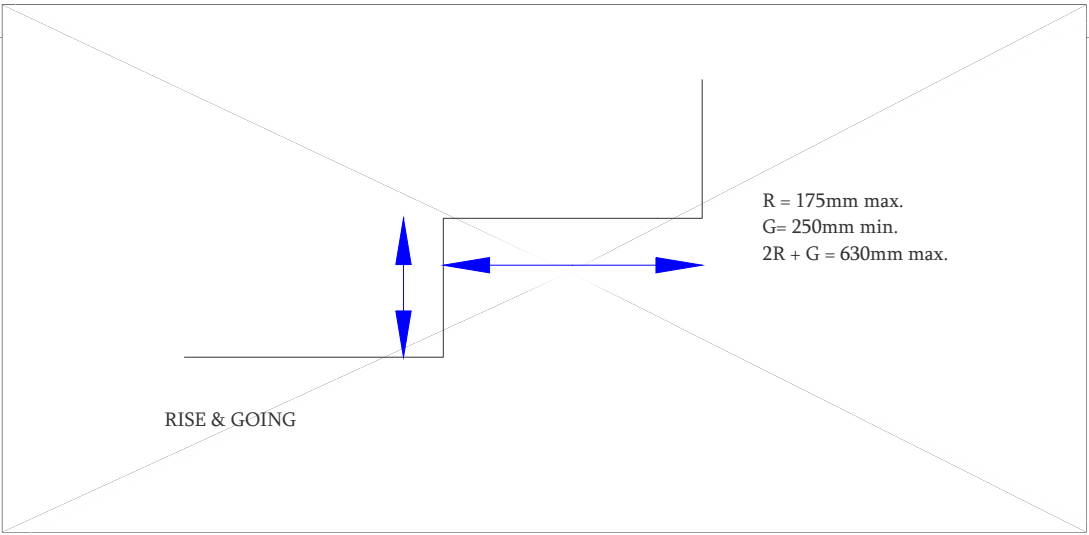 R = 175mm max.
G= 250mm min.
2R + G = 630mm max.
RISE & GOING